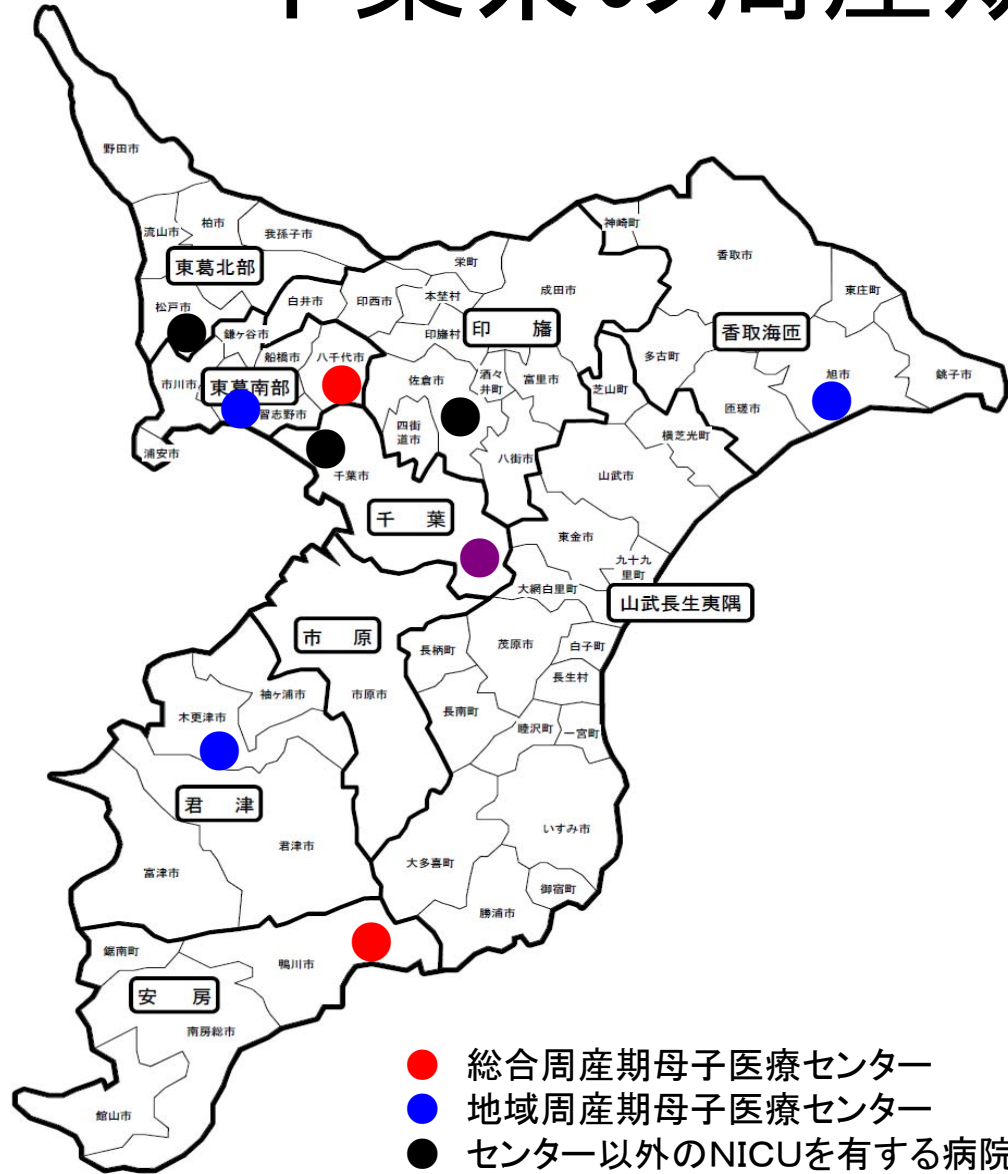 千葉県の周産期
野田市
柏市
流山市
我孫子市
東葛北部
松戸市
鎌ヶ谷市
白井市
印西市
栄町
本埜村
印旛村
成田市
神崎町
香取市
東庄町
印　旛
香取海匝
多古町
旭市
銚子市
匝瑳市
船橋市
八千代市
市川市
東葛南部
習志野市
浦安市
佐倉市
酒々井町
富里市
芝山町
四街道市
八街市
横芝光町
山武市
千葉市
千　葉
東金市
九十九里町
大網白里町
山武長生夷隅
市　原
市原市
長柄町
茂原市
白子町
長生村
長南町
睦沢町
一宮町
袖ヶ浦市
木更津市
君　津
君津市
富津市
いすみ市
大多喜町
御宿町
勝浦市
鋸南町
鴨川市
安　房
南房総市
館山市
総合周産期母子医療センター
地域周産期母子医療センター
センター以外のNICUを有する病院